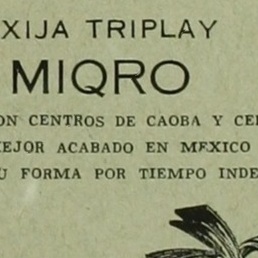 XIJA TRIPLAY
MIQRO
ON CENTROS DE CAOBA Y CE
EJOR ACABADO EN MEXICO
U FORMA POR TIEMPO INDE